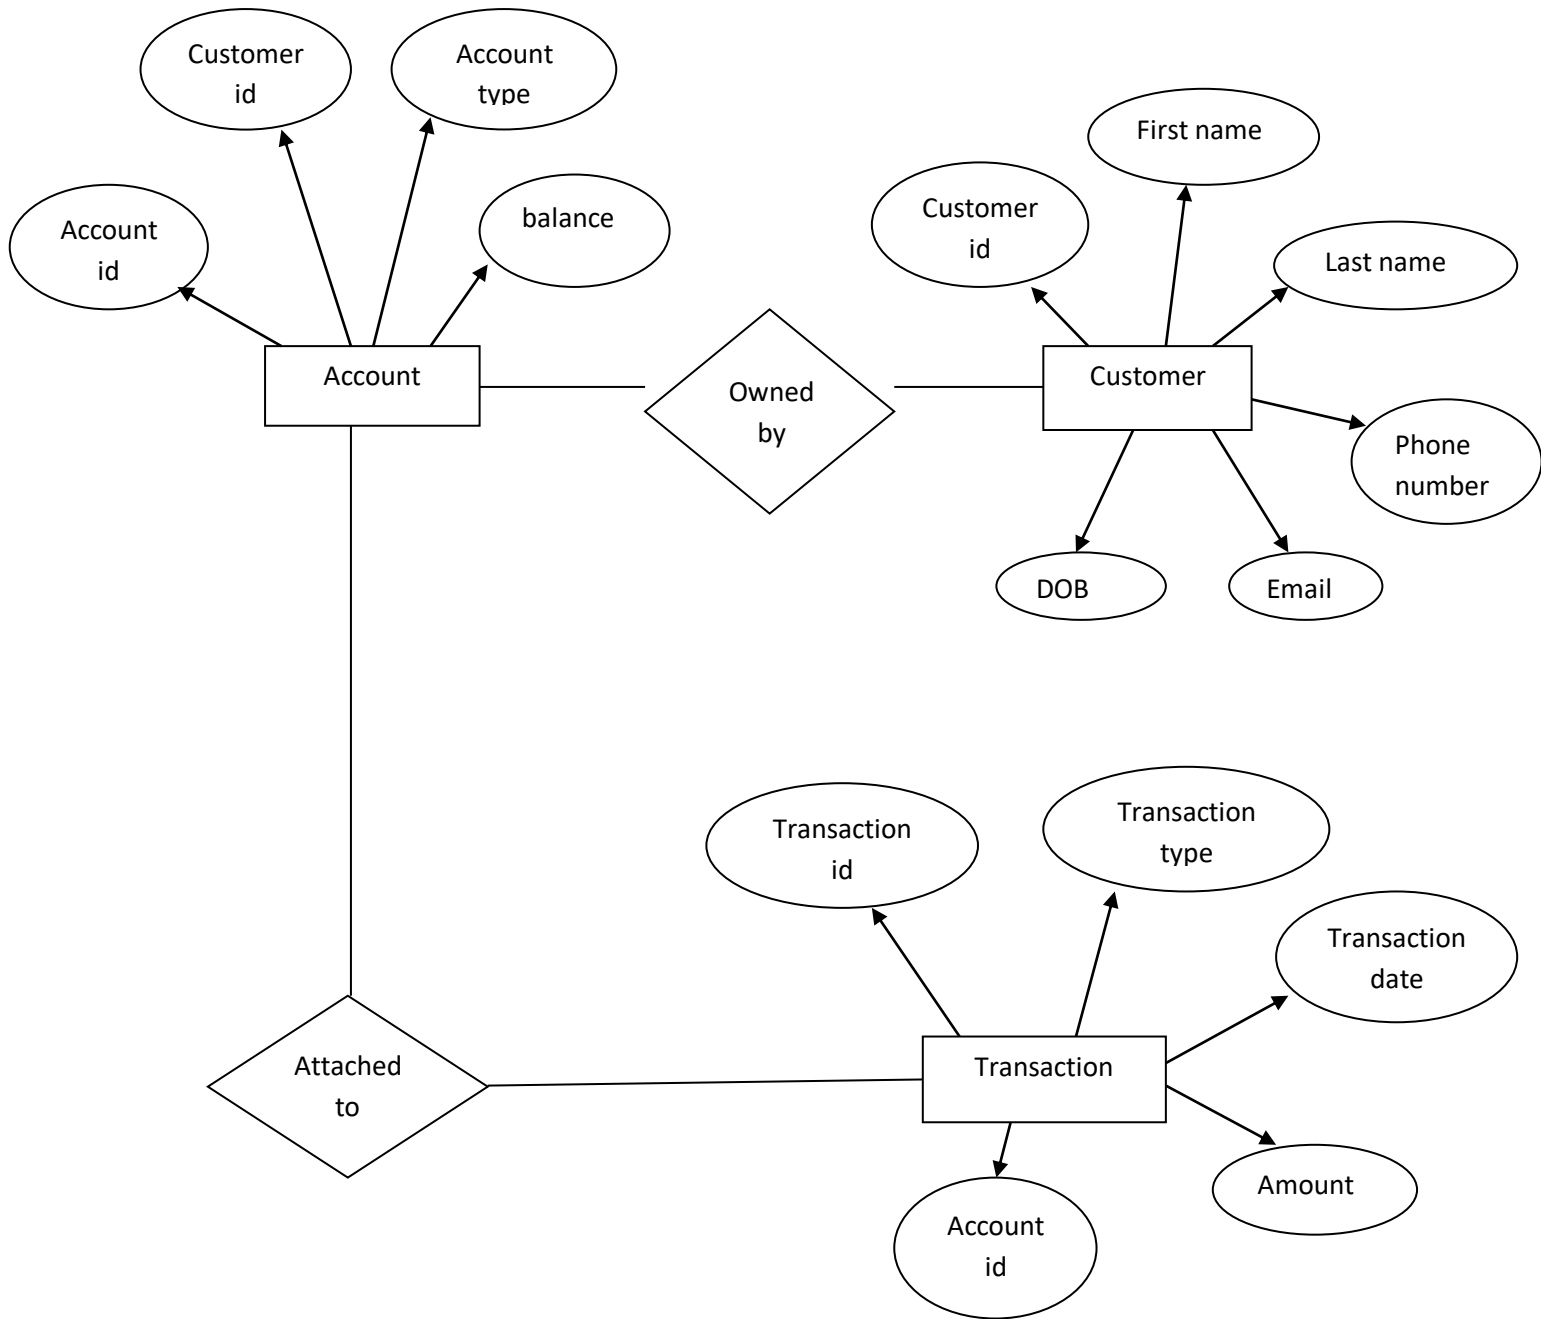 Customer
id
Account
type
Account
id
balance
Account
Owned
by
Customer
id
First name
Last name
Customer
Phone
number
DOB
Email
Attached
to
Transaction
id
Transaction
type
Transaction
date
Transaction
Amount
Account
id